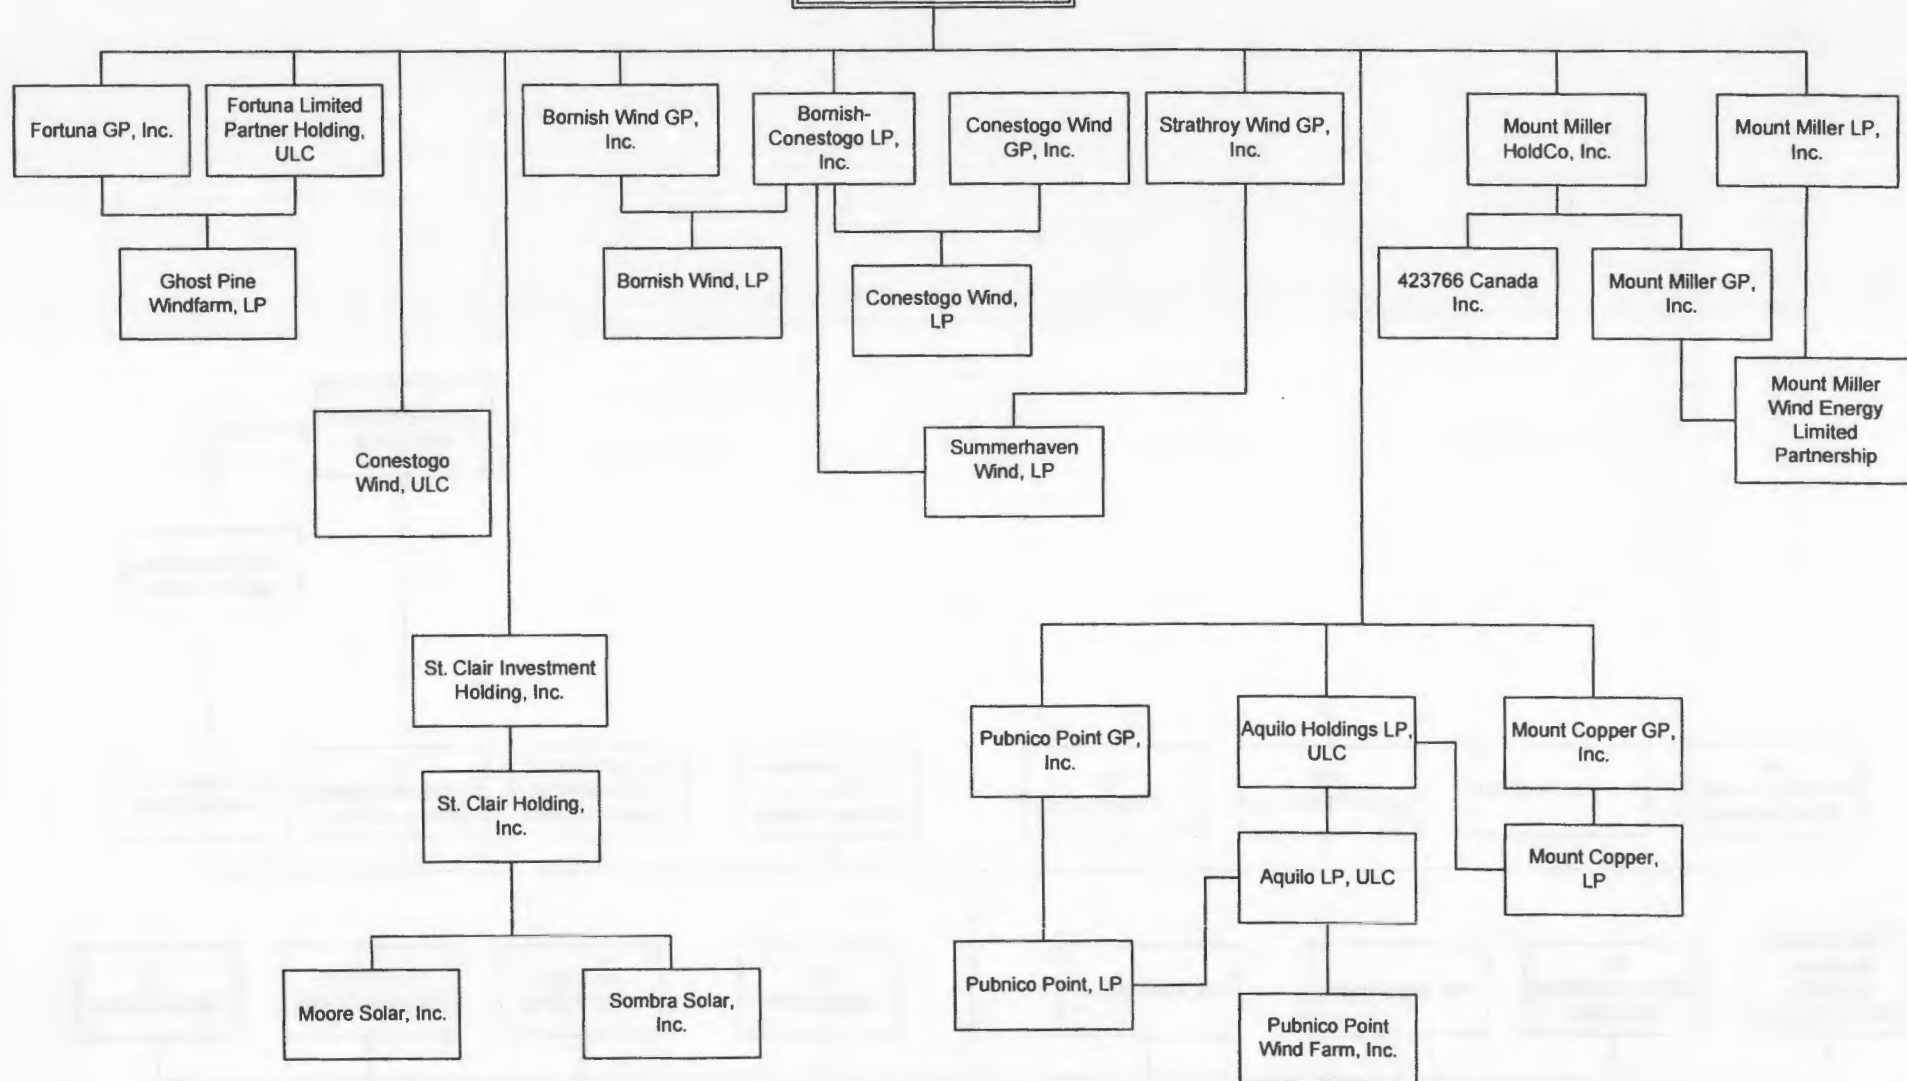 Fortuna GP, Inc.
Fortuna Limited
Partner Holding,
ULC
Bornish Wind GP,
Inc.
Bornish-
Conestogo LP,
Inc.
Conestogo Wind
GP, Inc.
Strathroy Wind GP,
Inc.
Mount Miller
HoldCo, Inc.
Mount Miller LP,
Inc.
Ghost Pine
Windfarm, LP
Bornish Wind, LP
Conestogo Wind,
LP
423766 Canada
Inc.
Mount Miller GP,
Inc.
Mount Miller
Wind Energy
Limited
Partnership
Conestogo
Wind, ULC
Summerhaven
Wind, LP
St. Clair Investment
Holding, Inc.
Pubnico Point GP,
Inc.
Aquilo Holdings LP,
ULC
Mount Copper GP,
Inc.
St. Clair Holding,
Inc.
Aquilo LP, ULC
Mount Copper,
LP
Moore Solar, Inc.
Sombra Solar,
Inc.
Pubnico Point, LP
Pubnico Point
Wind Farm, Inc.